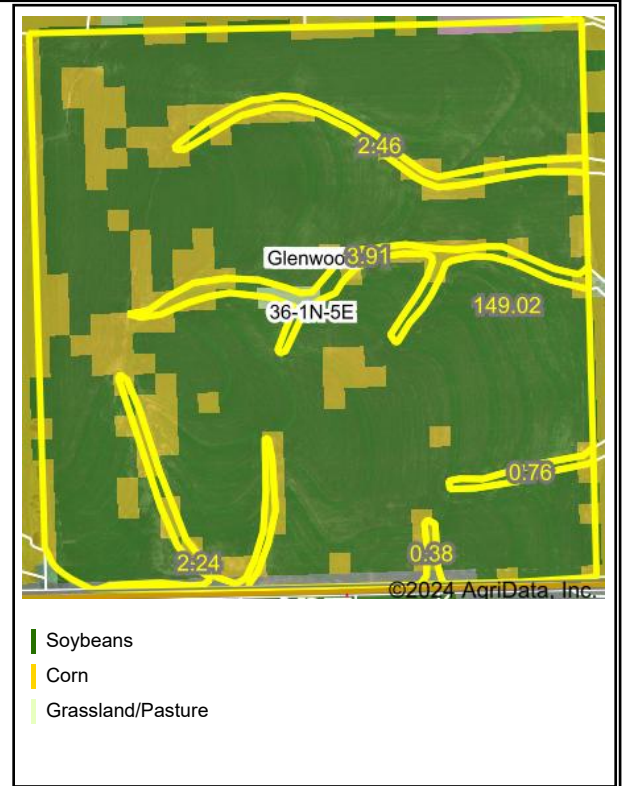 2.46
Glenwoo 3.91
36-1N-5E
149.02
0.76
2.24
0.38
©2024 AgriData, Inc.
Soybeans
Corn
Grassland/Pasture